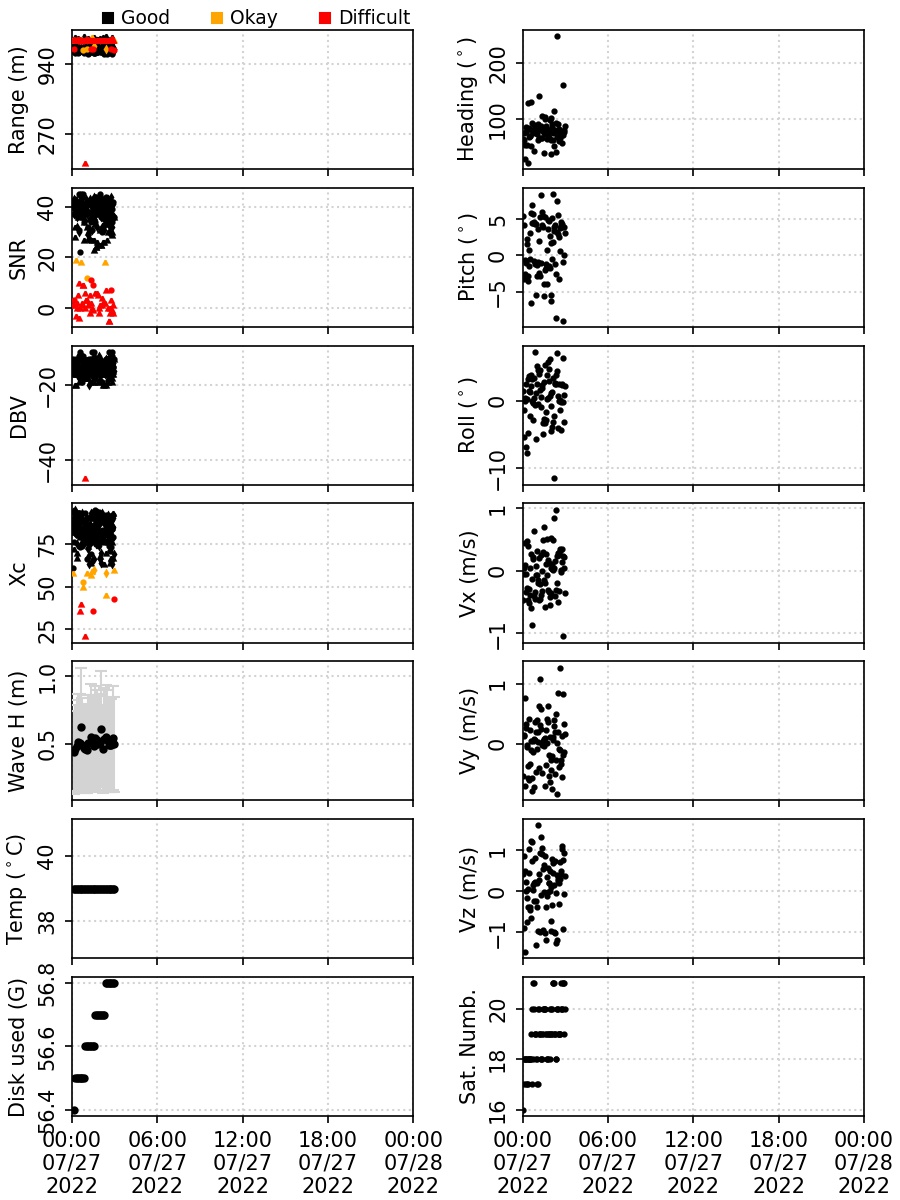 Good Okay Difficult
Range (m)
940
270
Heading (°)
200
100
SNR
40
20
0
Pitch (°)
5
0
−5
DBV
−20
−40
Roll (°)
0
−10
Xc
75
50
25
Vx (m/s)
1
0
−1
Wave H (m)
1.0
0.5
Vy (m/s)
1
0
Temp (°C)
40
38
Vz (m/s)
1
0
−1
Disk used (G)
56.8
56.6
56.4
Sat. Numb.
20
18
16
00:00 06:00 12:00 18:00 00:00
07/27 07/27 07/27 07/27 07/28
2022 2022 2022 2022 2022
00:00 06:00 12:00 18:00 00:00
07/27 07/27 07/27 07/27 07/28
2022 2022 2022 2022 2022